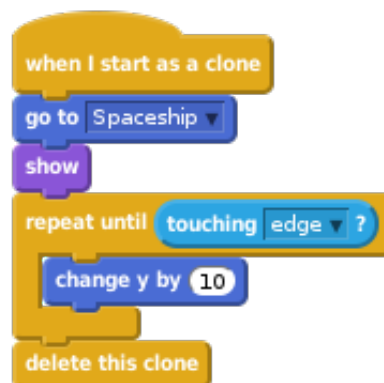 when I start as a clone
go to Spaceship
show
repeat until touching edge ?
change y by 10
delete this clone